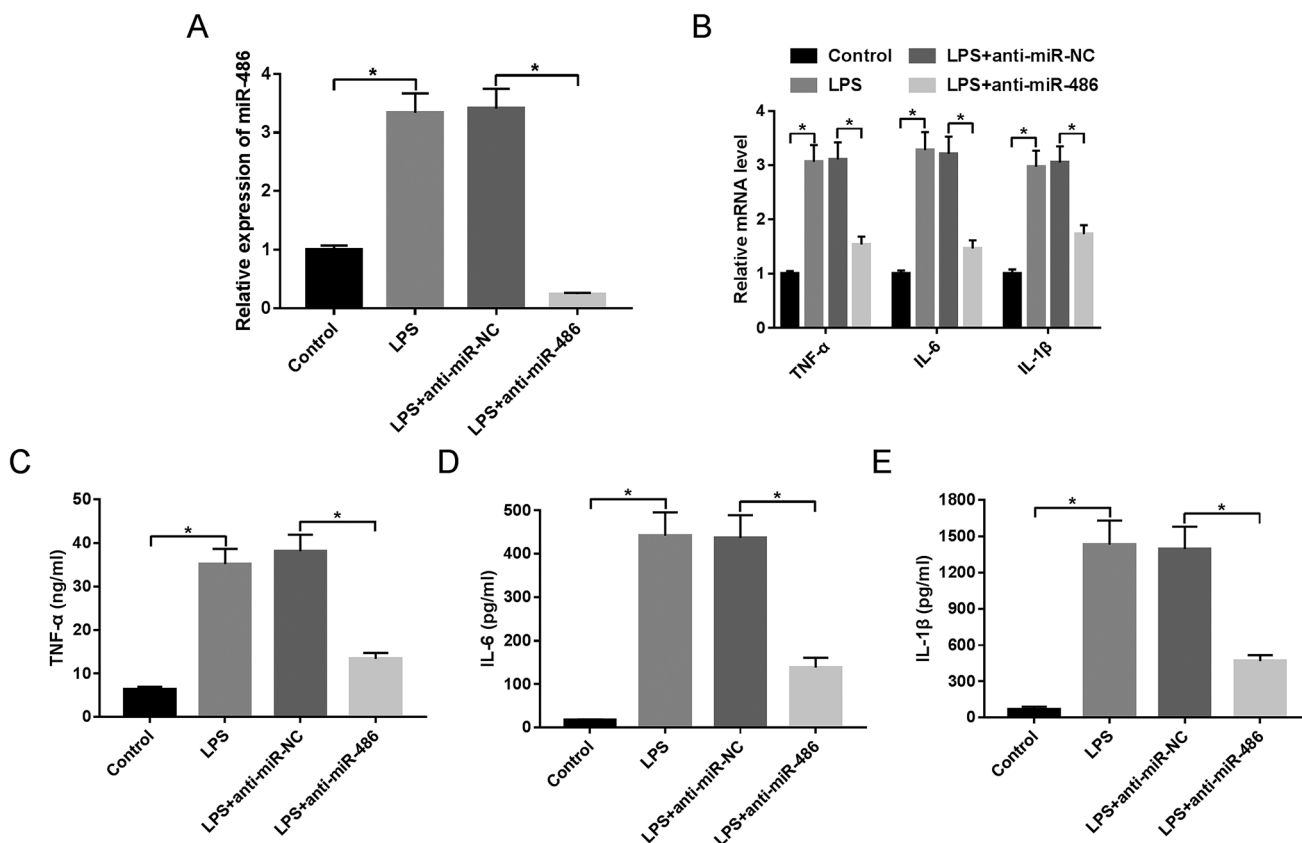 A
Relative expression of miR-486
4
3
2
1
0
*
*
Control
LPS
LPS+anti-miR-NC
LPS+anti-miR-486
B
Control
LPS+anti-miR-NC
LPS
LPS+anti-miR-486
Relative mRNA level
4
3
2
1
0
* *
* *
* *
TNF-α
IL-6
IL-1β
C
TNF-α (ng/ml)
50
40
30
20
10
0
*
*
Control
LPS
LPS+anti-miR-NC
LPS+anti-miR-486
D
IL-6 (pg/ml)
500
400
300
200
100
0
*
*
Control
LPS
LPS+anti-miR-NC
LPS+anti-miR-486
E
IL-1β (pg/ml)
1800
1500
1200
900
600
300
0
*
*
Control
LPS
LPS+anti-miR-NC
LPS+anti-miR-486